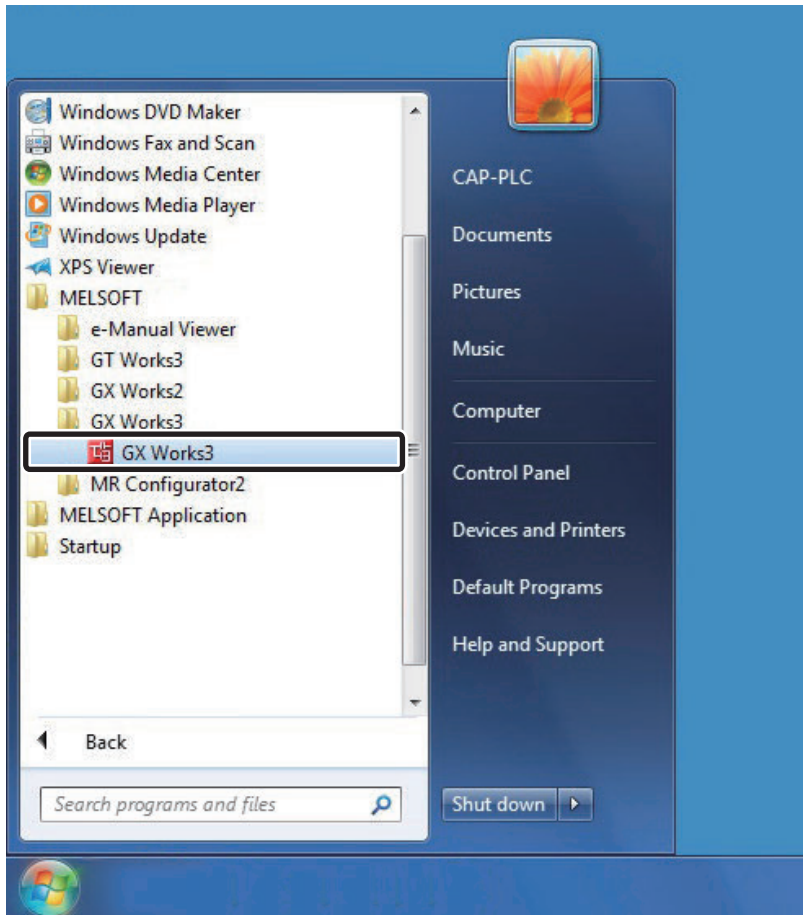 Windows DVD Maker
Windows Fax and Scan
Windows Media Center
Windows Media Player
Windows Update
XPS Viewer
MELSOFT
e-Manual Viewer
GT Works3
GX Works2
GX Works3
GX Works3
MR Configurator2
MELSOFT Application
Startup
Back
Search programs and files
CAP-PLC
Documents
Pictures
Music
Computer
Control Panel
Devices and Printers
Default Programs
Help and Support
Shut down